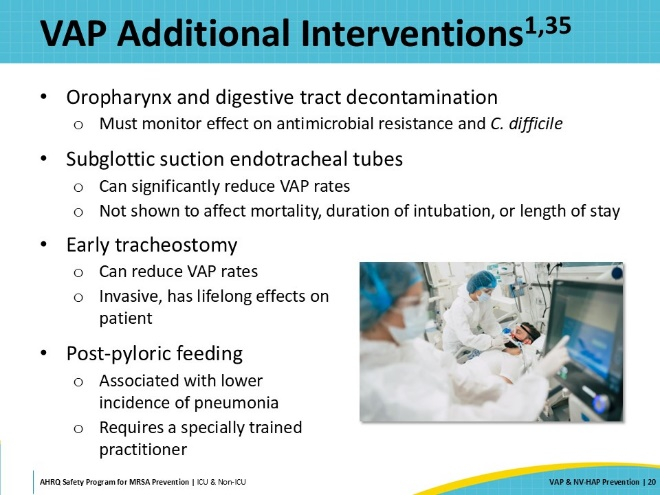 VAP Additional Interventions1,35
• Oropharynx and digestive tract decontamination
o Must monitor effect on antimicrobial resistance and C. difficile
• Subglottic suction endotracheal tubes
o Can significantly reduce VAP rates
o Not shown to affect mortality, duration of intubation, or length of stay
• Early tracheostomy
o Can reduce VAP rates
o Invasive, has lifelong effects on
patient
• Post-pyloric feeding
o Associated with lower
incidence of pneumonia
o Requires a specially trained
practitioner
AHRQ Safety Program for MRSA Prevention | ICU & Non-ICU
VAP & NV-HAP Prevention | 20